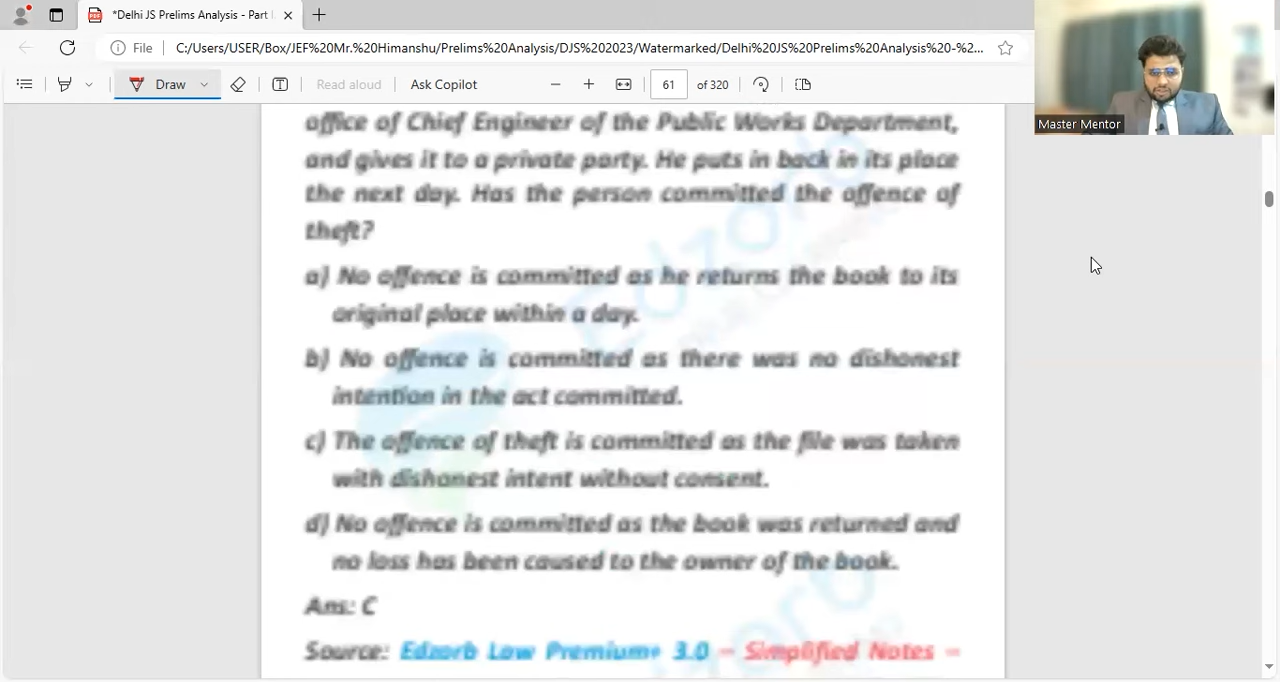 *Delhi JS Prelims Analysis - Part I
File
C:/Users/USER/Box/JEF%20Mr.%20Himanshu/Prelims%20Analysis/DJS%202023/Watermarked/Delhi%20JS%20Prelims%20Analysis%20-%2...
Draw
Read aloud
Ask Copilot
61 of 320
Master Mentor
office of Chief Engineer of the Public Works Department,
and gives it to a private party. He puts in back in its place
the next day. Has the person committed the offence of
theft?
a) No offence is committed as he returns the book to its
original place within a day.
b) No offence is committed as there was no dishonest
intention in the act committed.
c) The offence of theft is committed as the file was taken
with dishonest intent without consent.
d) No offence is committed as the book was returned and
no loss has been caused to the owner of the book.
Ans: C
Source: Edzorb Law Premium+ 3.0 – Simplified Notes –
Edzorb